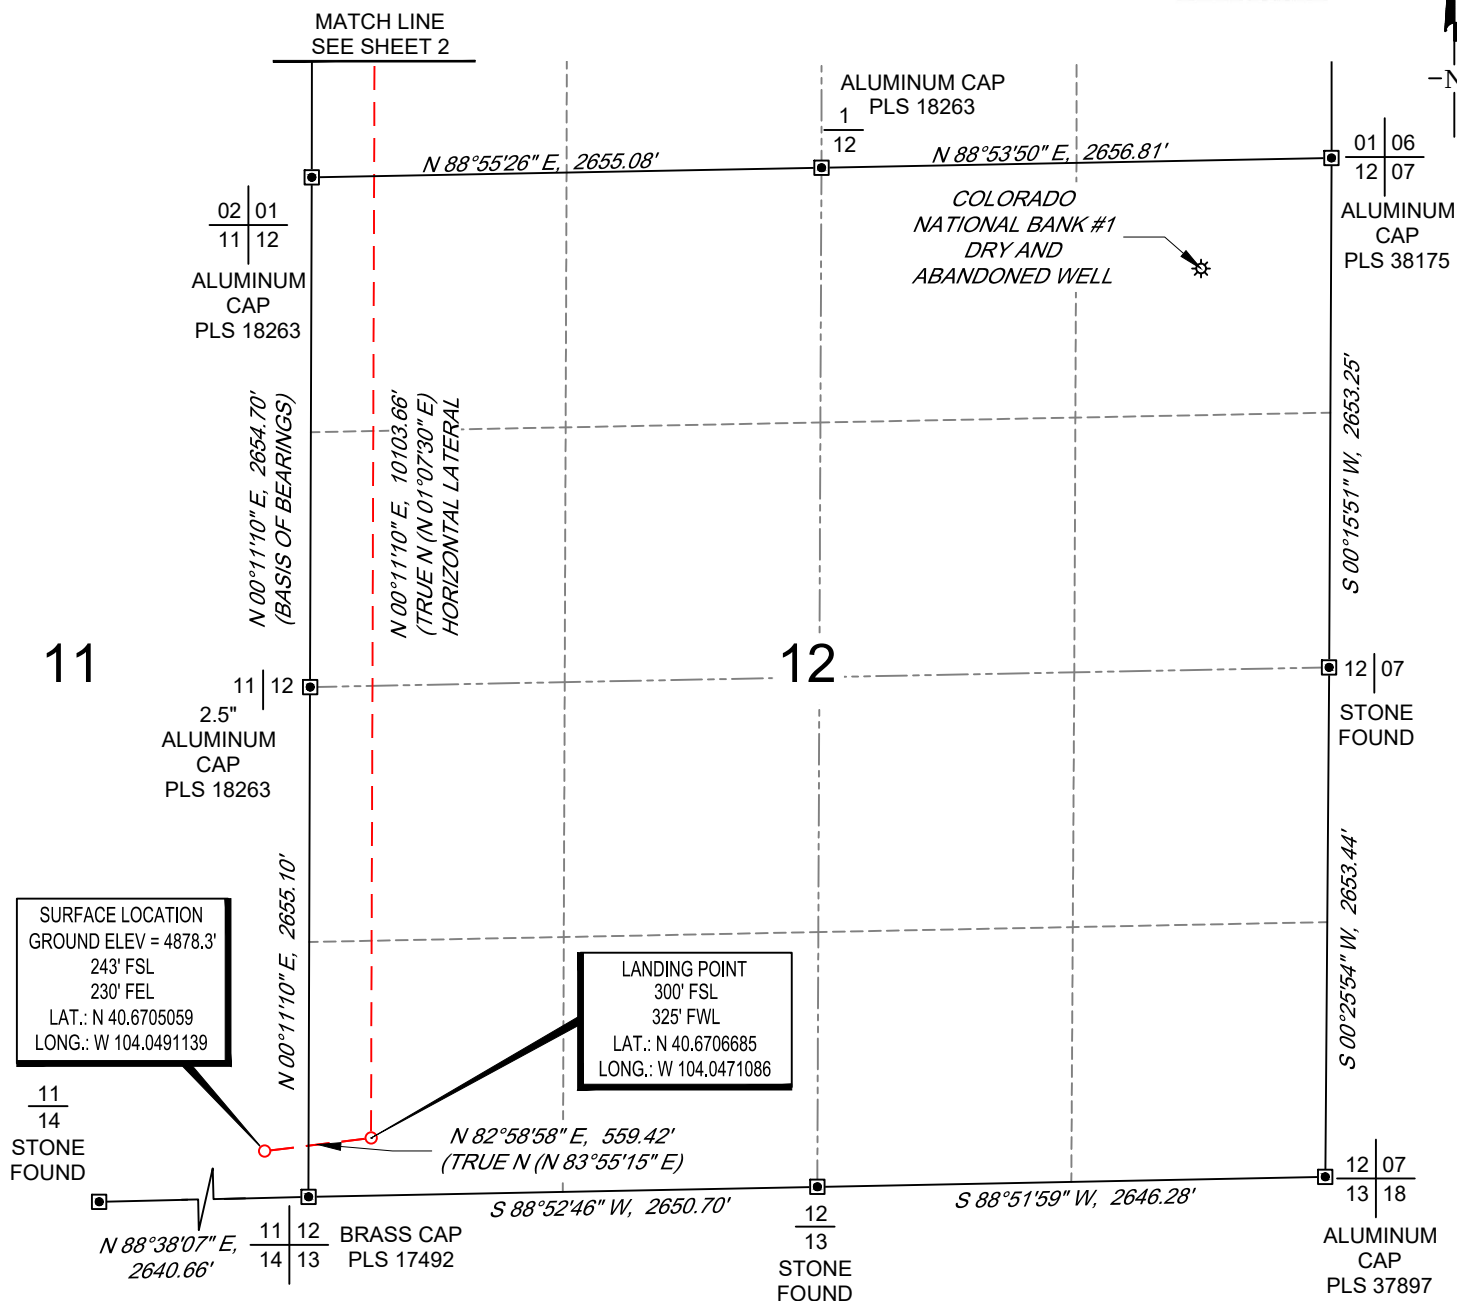 MATCH LINE
SEE SHEET 2
N
ALUMINUM CAP
PLS 18263
1
12
N 88°55'26" E, 2655.08'
N 88°53'50" E, 2656.81'
01 06
12 07
ALUMINUM
CAP
PLS 38175
02 01
11 12
ALUMINUM
CAP
PLS 18263
COLORADO
NATIONAL BANK #1
DRY AND
ABANDONED WELL
N 00°11'10" E, 2654.70'
(BASIS OF BEARINGS)
N 00°11'10" E, 10103.66'
(TRUE N (N 01°07'30" E)
HORIZONTAL LATERAL
S 00°15'51" W, 2653.25'
11
12
11 12
2.5"
ALUMINUM
CAP
PLS 18263
12 07
STONE
FOUND
N 00°11'10" E, 2655.10'
S 00°25'54" W, 2653.44'
SURFACE LOCATION
GROUND ELEV = 4878.3'
243' FSL
230' FEL
LAT.: N 40.6705059
LONG.: W 104.0491139
LANDING POINT
300' FSL
325' FWL
LAT.: N 40.6706685
LONG.: W 104.0471086
11
14
STONE
FOUND
N 82°58'58" E, 559.42'
(TRUE N (N 83°55'15" E)
S 88°52'46" W, 2650.70'
S 88°51'59" W, 2646.28'
N 88°38'07" E,
2640.66'
11 12
14 13
BRASS CAP
PLS 17492
12
13
STONE
FOUND
12 07
13 18
ALUMINUM
CAP
PLS 37897